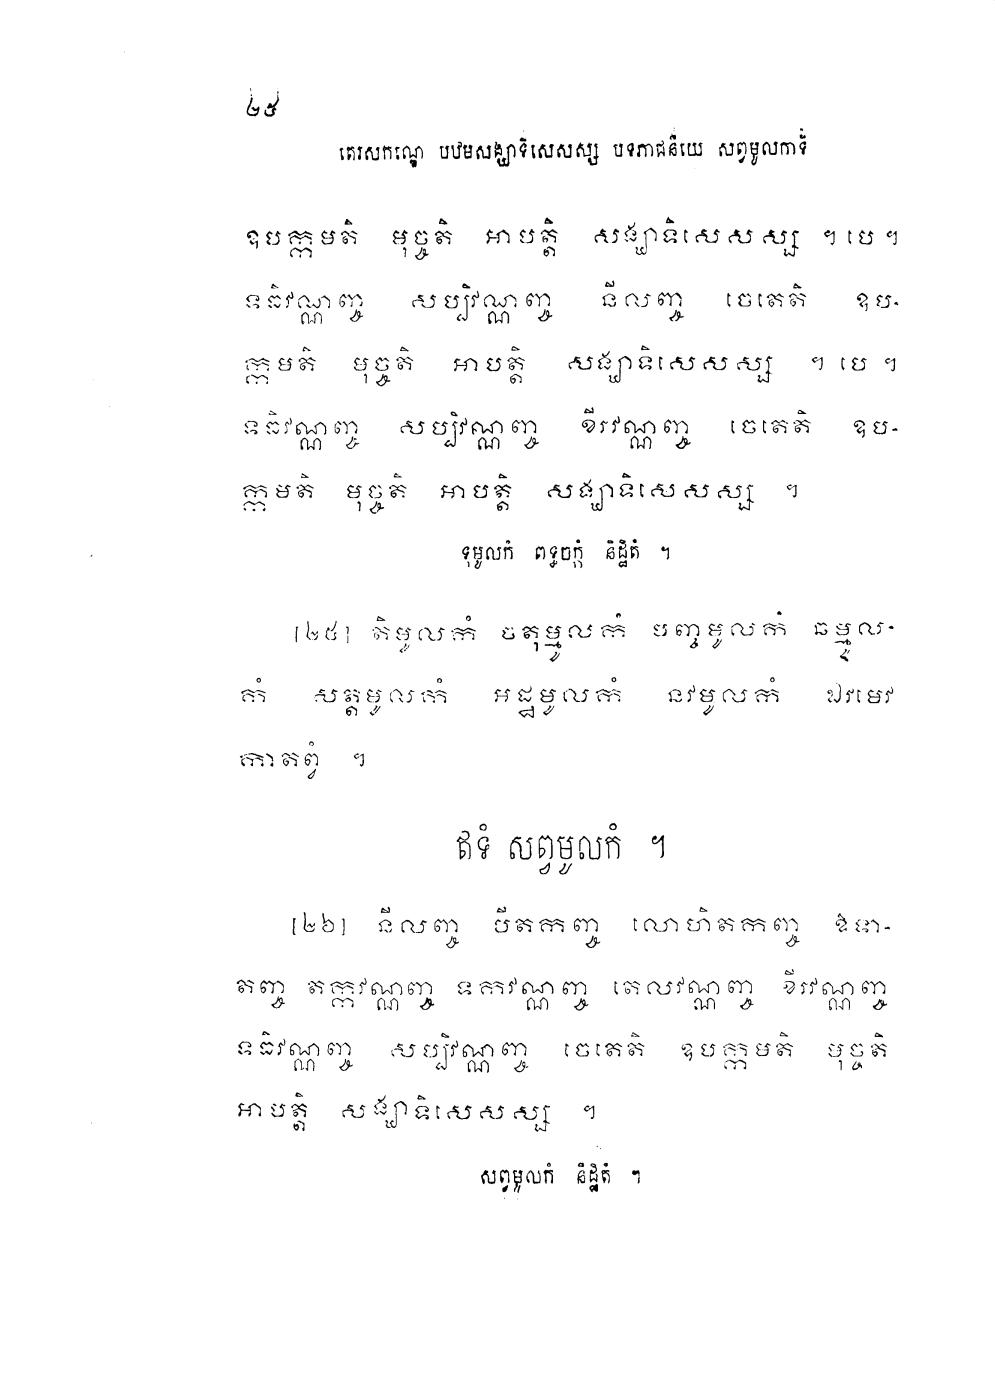 ២៥
តេរសកណ្ឌេ បឋមសង្ឃាទិសេសស្ស បទភាជនីយេ សព្វមូលកាទិំ
ឧបក្កមតិ មុច្ចតិ អាបត្តិ សង្ឃាទិសេសស្ស ។ បេ ។
ទធិវណ្ណញ្ច សប្បិវណ្ណញ្ច នីលញ្ច ចេតេតិ ឧប-
ក្កមតិ មុច្ចតិ អាបត្តិ សង្ឃាទិសេសស្ស ។ បេ ។
ទធិវណ្ណញ្ច សប្បិវណ្ណញ្ច ខីរវណ្ណញ្ច ចេតេតិ ឧប-
ក្កមតិ មុច្ចតិ អាបត្តិ សង្ឃាទិសេសស្ស ។
ទុមូលកំ ពទ្ធចក្កំ និដ្ឋិតំ ។
[២៥] តិមូលកំ ចតុម្មូលកំ បញ្ចមូលកំ ឆម្មូល-
កំ សត្តមូលកំ អដ្ឋមូលកំ នវមូលកំ ឯវមេវ
កាតព្វំ ។
ឥទំ សព្វមូលកំ ។
[២៦] នីលញ្ច បីតកញ្ច លោហិតកញ្ច ឱទា-
តញ្ច តក្កវណ្ណញ្ច ទកវណ្ណញ្ច តេលវណ្ណញ្ច ខីរវណ្ណញ្ច
ទធិវណ្ណញ្ច សប្បិវណ្ណញ្ច ចេតេតិ ឧបក្កមតិ មុច្ចតិ
អាបត្តិ សង្ឃាទិសេសស្ស ។
សព្វមូលកំ និដ្ឋិតំ ។